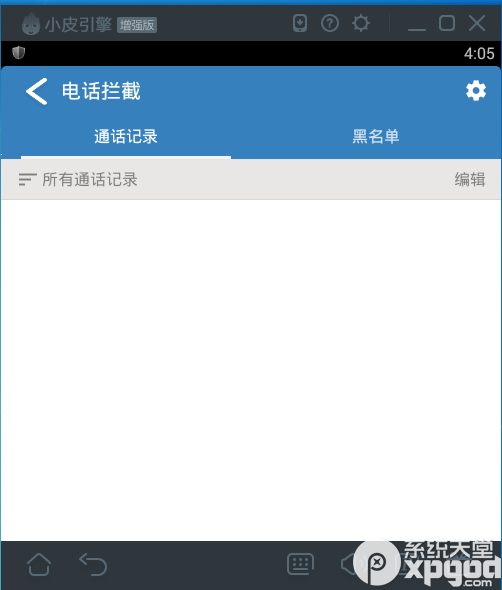 小皮引擎 增强版
4:05
电话拦截
通话记录 黑名单
所有通话记录 编辑
系统天堂
xpgod
.com